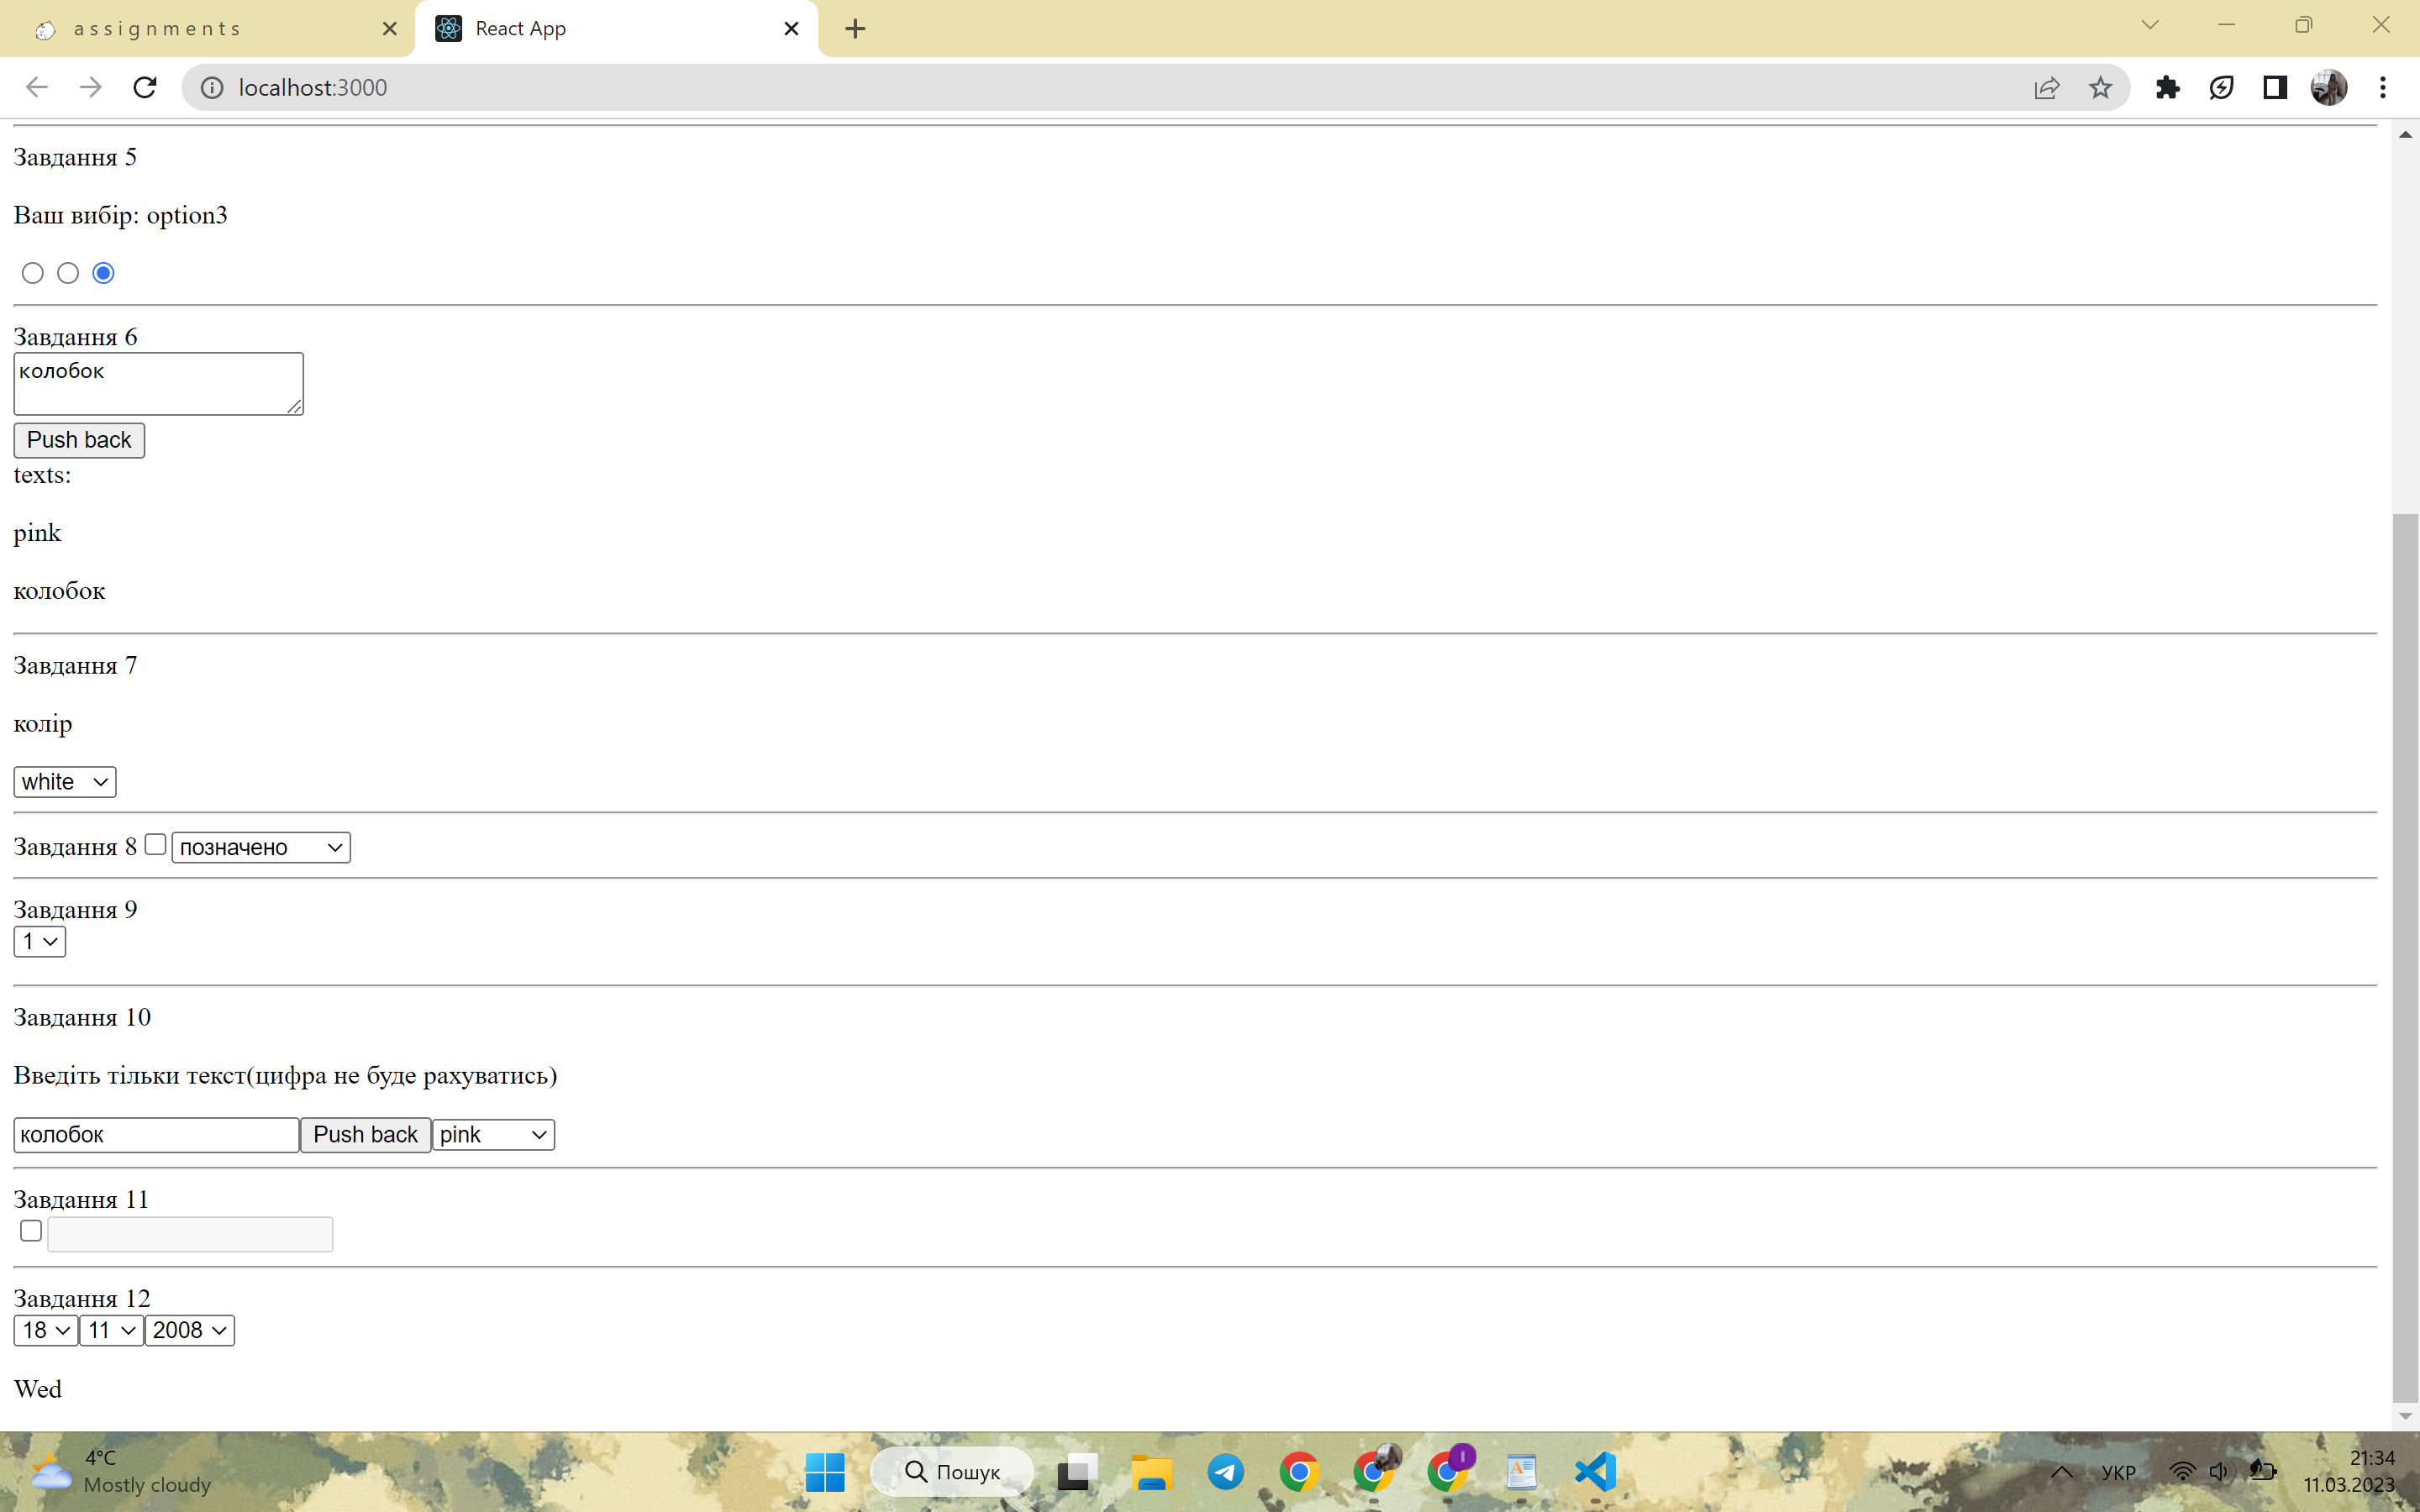 assignments
React App
localhost:3000
Завдання 5
Ваш вибір: option3
Завдання 6
колобок
Push back
texts:
pink
колобок
Завдання 7
колір
white
Завдання 8 позначено
Завдання 9
1
Завдання 10
Введіть тільки текст(цифра не буде рахуватись)
колобок Push back pink
Завдання 11
Завдання 12
18 11 2008
Wed
4°C
Mostly cloudy
Пошук
I
A
УКР
21:34
11.03.2023